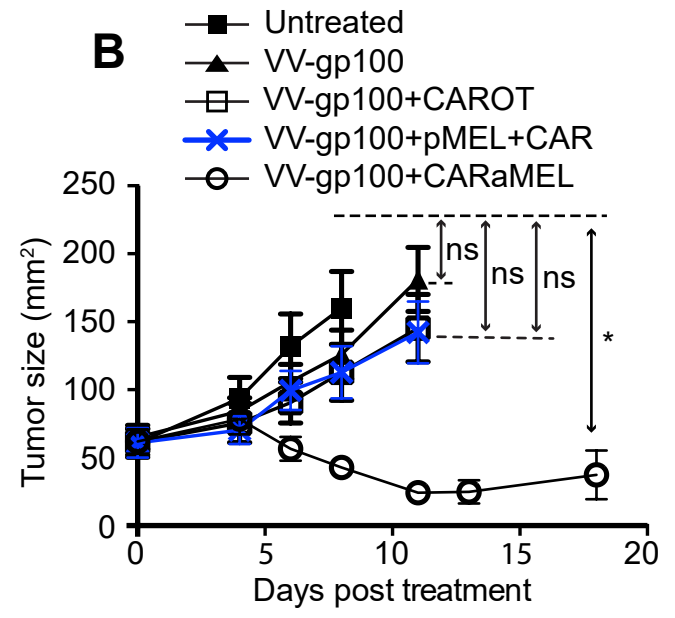 B
Untreated
VV-gp100
VV-gp100+CAROT
VV-gp100+pMEL+CAR
VV-gp100+CARaMEL
Tumor size (mm²)
250
200
150
100
50
0
ns
ns
ns
*
0 5 10 15 20
Days post treatment